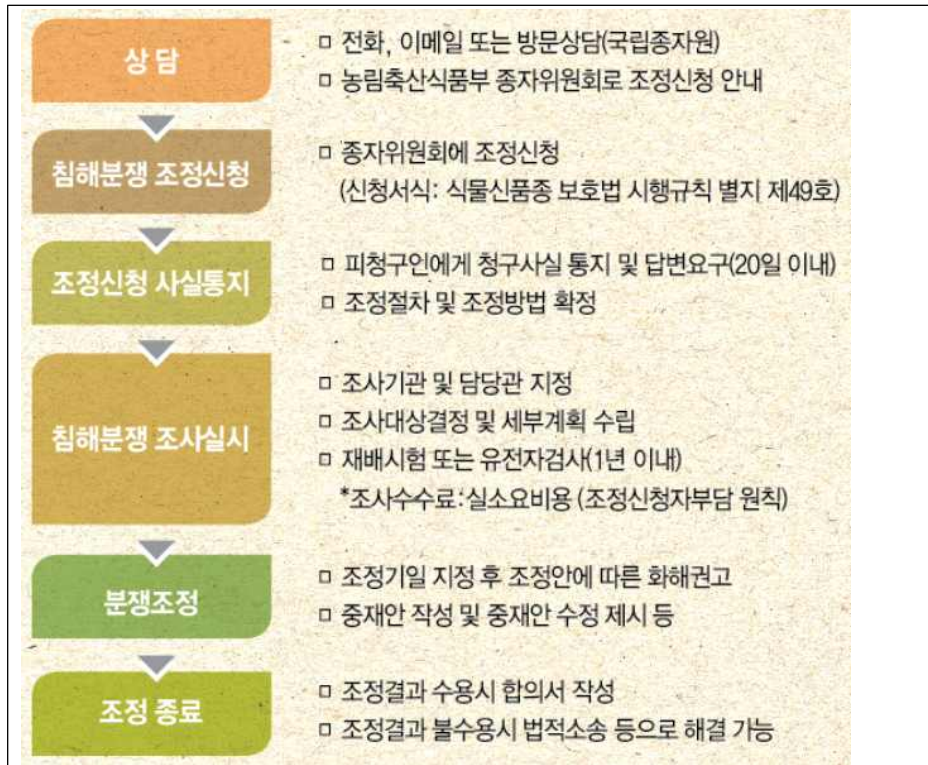 상 담
□ 전화, 이메일 또는 방문상담(국립종자원)
□ 농림축산식품부 종자위원회로 조정신청 안내
침해분쟁 조정신청
□ 종자위원회에 조정신청
(신청서식: 식물신품종 보호법 시행규칙 별지 제49호)
조정신청 사실통지
□ 피청구인에게 청구사실 통지 및 답변요구(20일 이내)
□ 조정절차 및 조정방법 확정
침해분쟁 조사실시
□ 조사기관 및 담당관 지정
□ 조사대상결정 및 세부계획 수립
□ 재배시험 또는 유전자검사(1년 이내)
*조사수수료:실소요비용 (조정신청자부담 원칙)
분쟁조정
□ 조정기일 지정 후 조정안에 따른 화해권고
□ 중재안 작성 및 중재안 수정 제시 등
조정 종료
□ 조정결과 수용시 합의서 작성
□ 조정결과 불수용시 법적소송 등으로 해결 가능